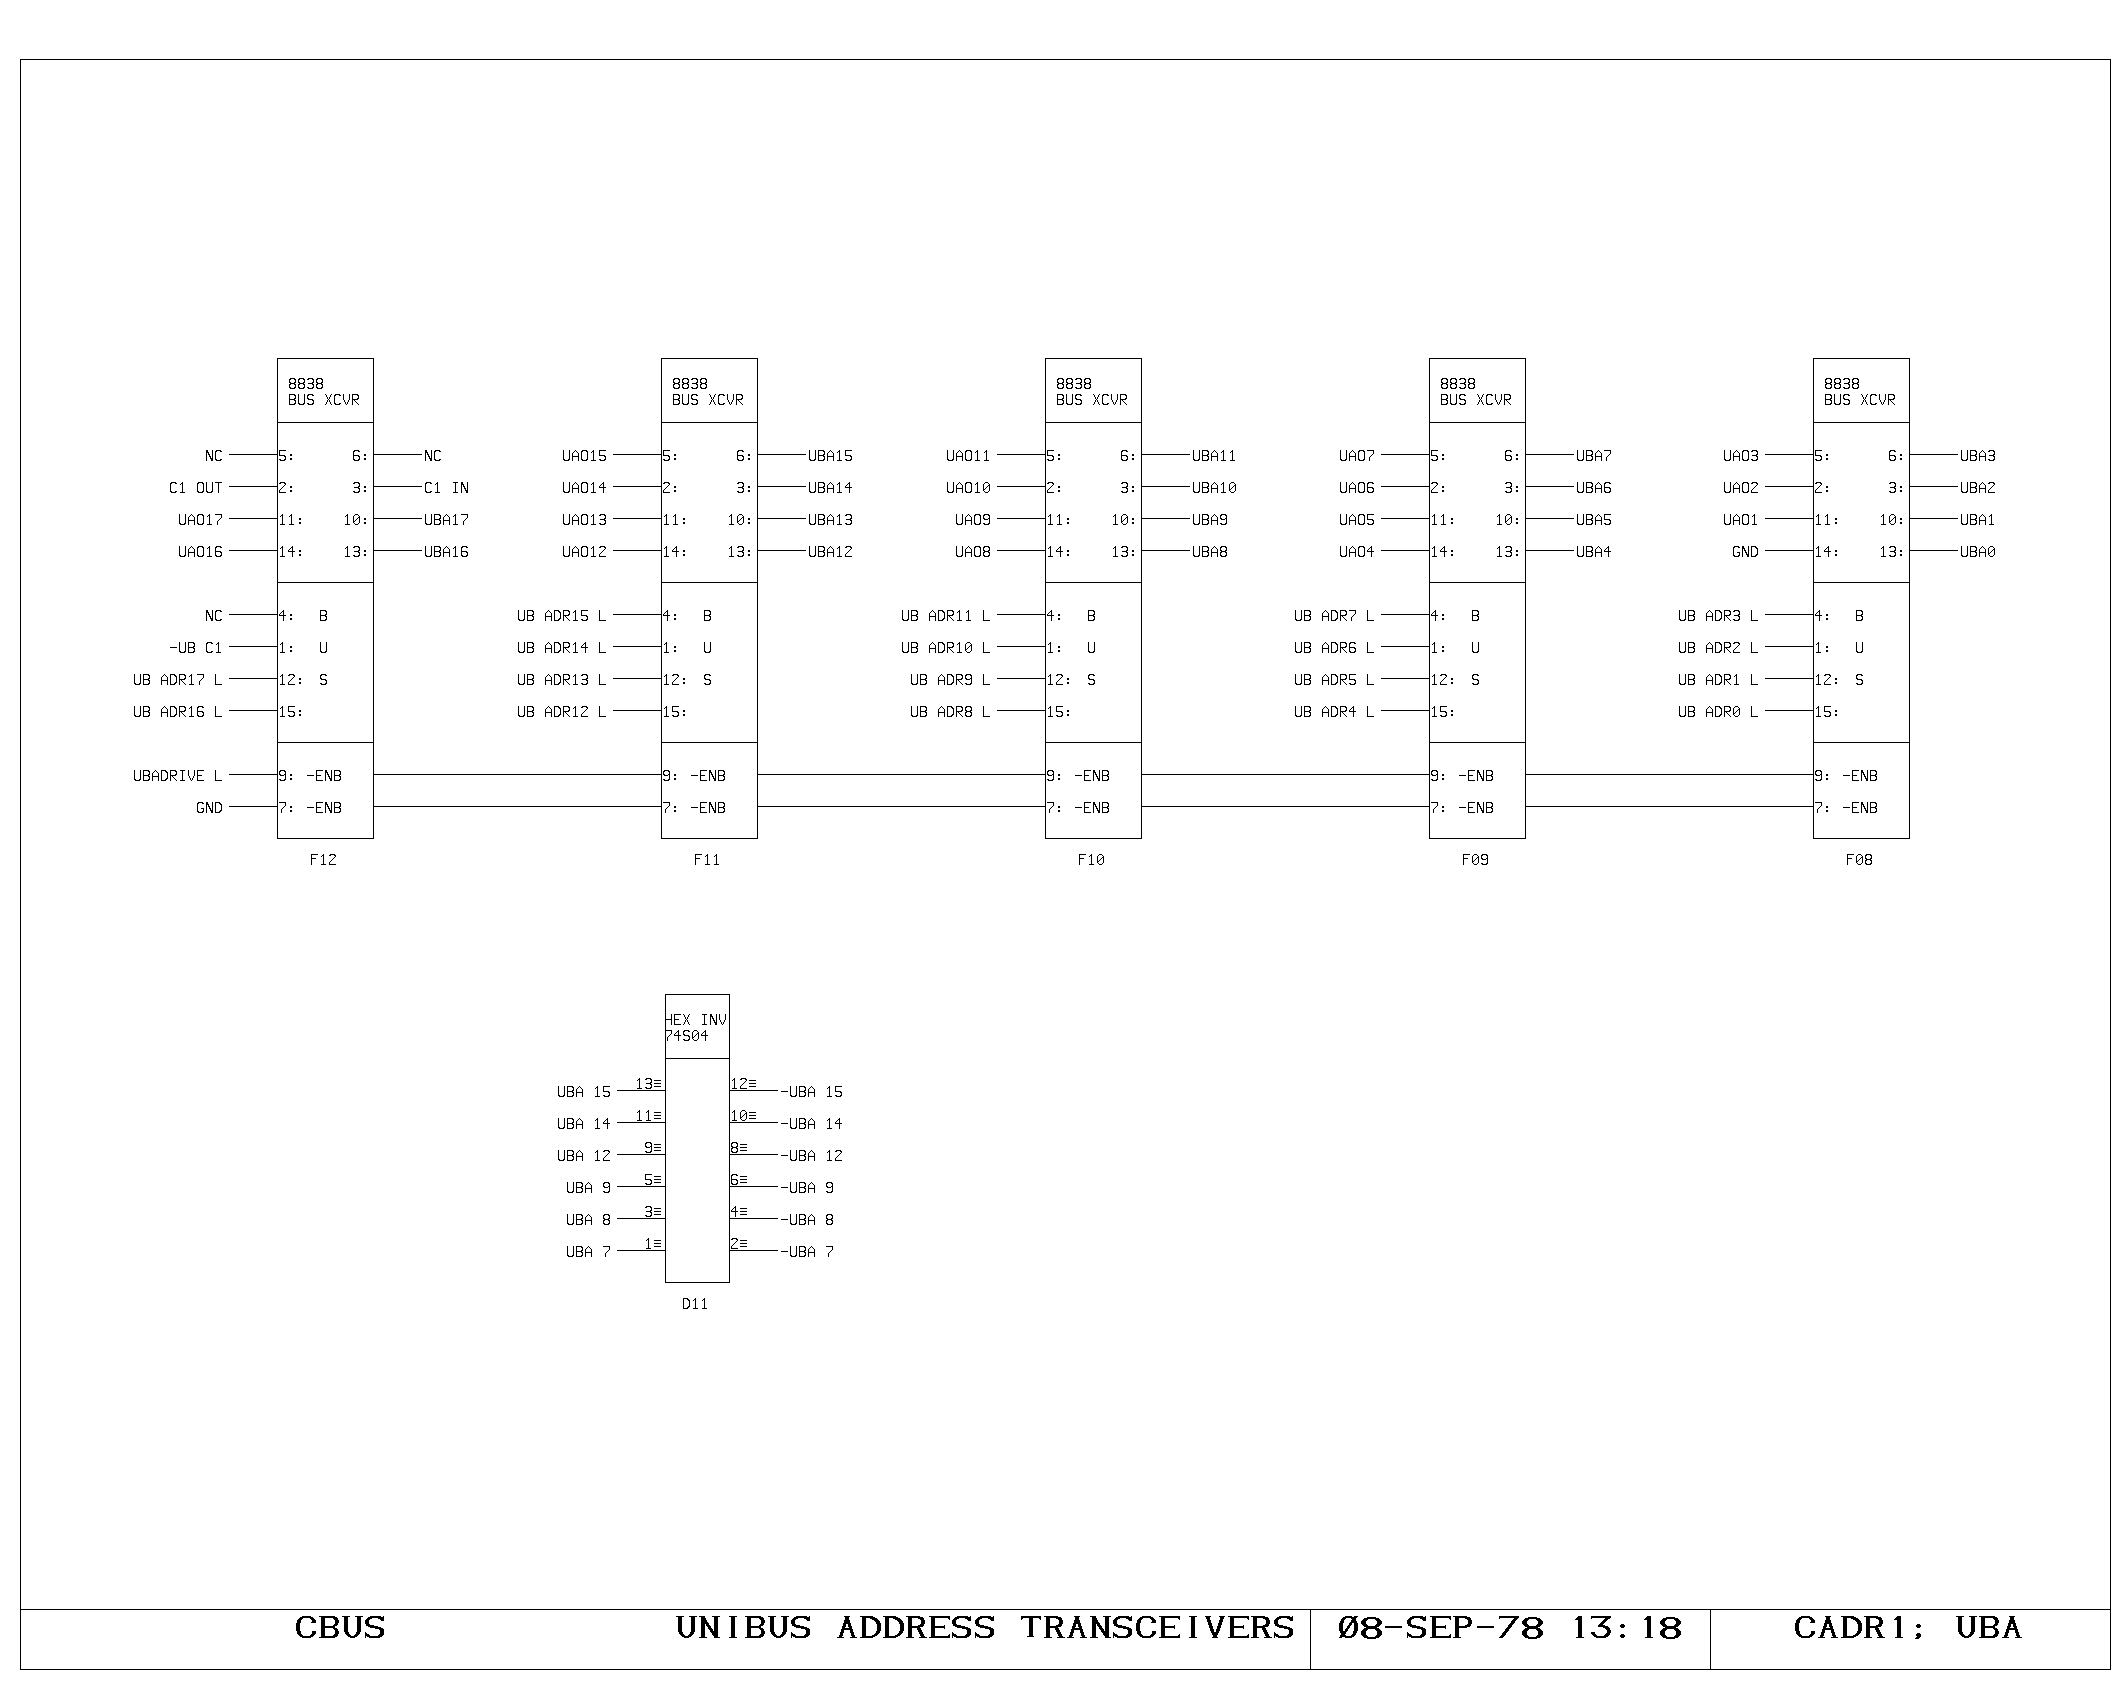 8838 8838 8838 8838 8838
BUS XCVR BUS XCVR BUS XCVR BUS XCVR BUS XCVR
NC 5: 6: NC UAO15 5: 6: UBA15 UAO11 5: 6: UBA11 UAO7 5: 6: UBA7 UAO3 5: 6: UBA3
C1 OUT 2: 3: C1 IN UAO14 2: 3: UBA14 UAO10 2: 3: UBA10 UAO6 2: 3: UBA6 UAO2 2: 3: UBA2
UAO17 11: 10: UBA17 UAO13 11: 10: UBA13 UAO9 11: 10: UBA9 UAO5 11: 10: UBA5 UAO1 11: 10: UBA1
UAO16 14: 13: UBA16 UAO12 14: 13: UBA12 UAO8 14: 13: UBA8 UAO4 14: 13: UBA4 GND 14: 13: UBA0
NC 4: B UB ADR15 L 4: B UB ADR11 L 4: B UB ADR7 L 4: B UB ADR3 L 4: B
-UB C1 1: U UB ADR14 L 1: U UB ADR10 L 1: U UB ADR6 L 1: U UB ADR2 L 1: U
UB ADR17 L 12: S UB ADR13 L 12: S UB ADR9 L 12: S UB ADR5 L 12: S UB ADR1 L 12: S
UB ADR16 L 15: UB ADR12 L 15: UB ADR8 L 15: UB ADR4 L 15: UB ADR0 L 15:
UBADRIVE L 9: -ENB 9: -ENB 9: -ENB 9: -ENB 9: -ENB
GND 7: -ENB 7: -ENB 7: -ENB 7: -ENB 7: -ENB
F12 F11 F10 F09 F08
HEX INV
74S04
UBA 15 13≡ 12≡ -UBA 15
UBA 14 11≡ 10≡ -UBA 14
UBA 12 9≡ 8≡ -UBA 12
UBA 9 5≡ 6≡ -UBA 9
UBA 8 3≡ 4≡ -UBA 8
UBA 7 1≡ 2≡ -UBA 7
D11
CBUS UNIBUS ADDRESS TRANSCEIVERS Ø8-SEP-78 13:18 CADR1; UBA